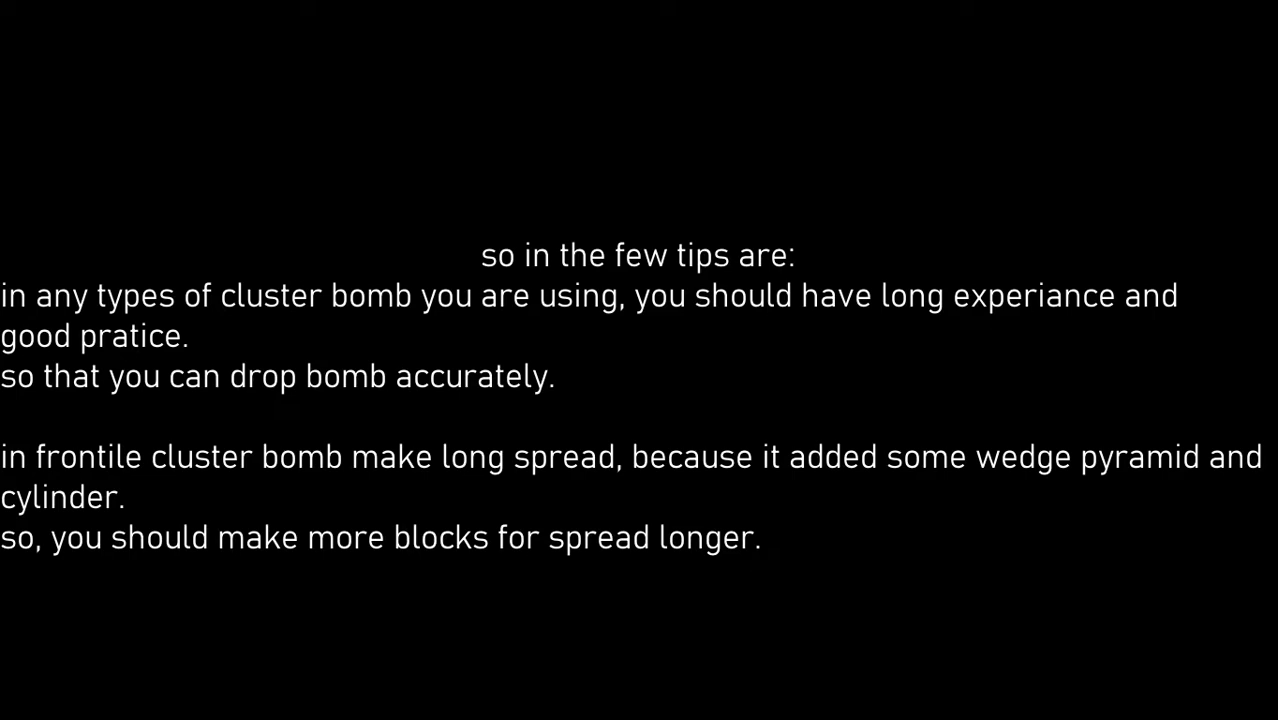 so in the few tips are:
in any types of cluster bomb you are using, you should have long experiance and
good pratice.
so that you can drop bomb accurately.
in frontile cluster bomb make long spread, because it added some wedge pyramid and
cylinder.
so, you should make more blocks for spread longer.